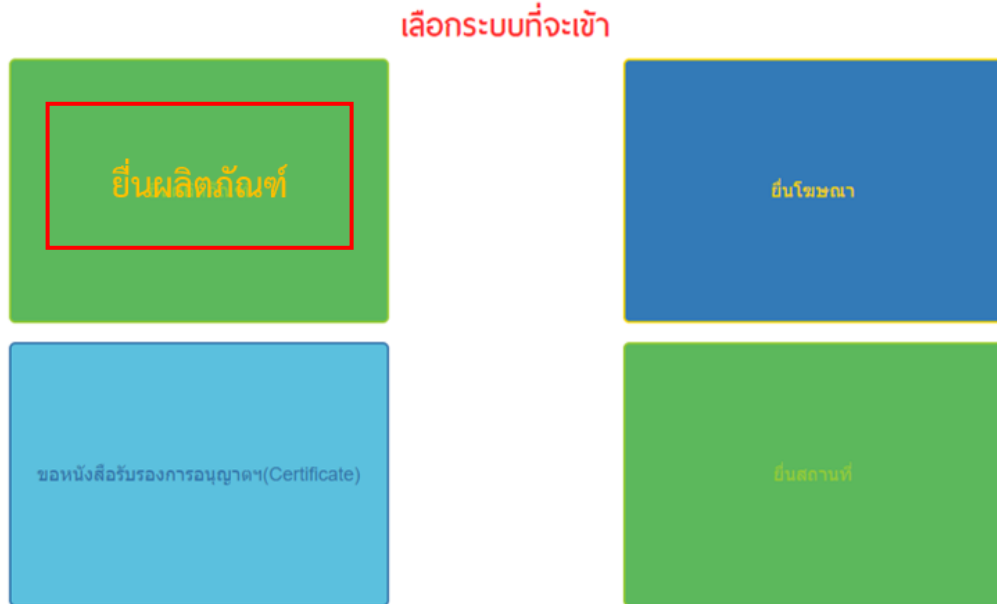 เลือกระบบที่จะเข้า
ยื่นผลิตภัณฑ์
ยื่นโฆษณา
ขอหนังสือรับรองการอนุญาตฯ(Certificate)
ยื่นสถานที่